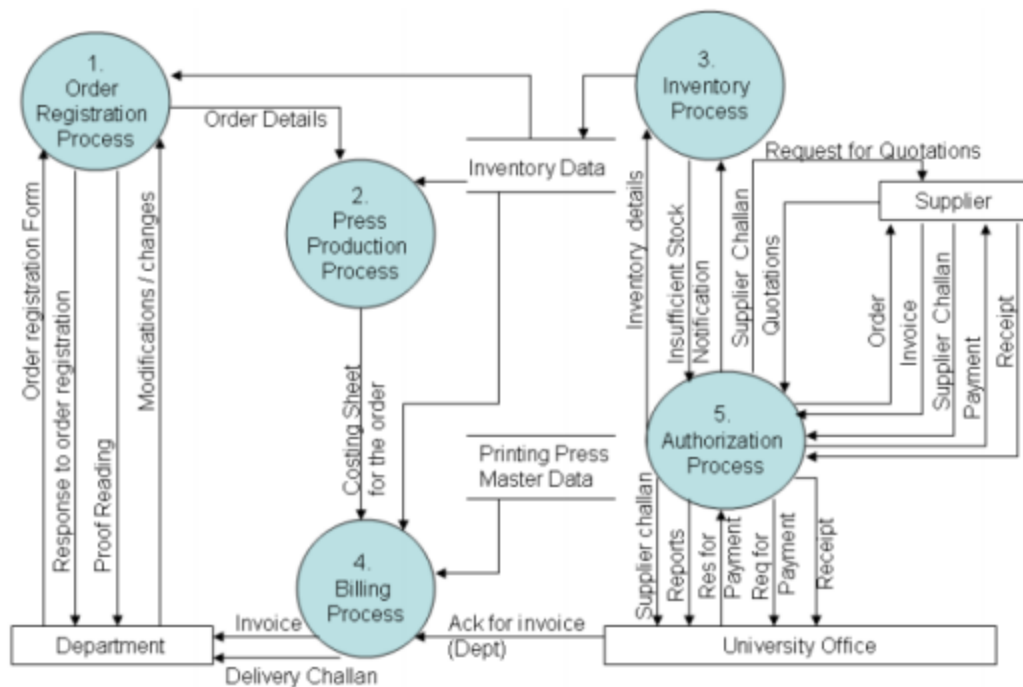 1.
Order
Registration
Process
Order Details
3.
Inventory
Process
Request for Quotations
Inventory Data
Supplier
2.
Press
Production
Process
Order registration Form
Response to order registration
Proof Reading
Modifications / changes
Inventory details
Insufficient Stock
Notification
Supplier Challan
Quotations
Order
Invoice
Supplier Challan
Payment
Receipt
Costing Sheet
for the order
5.
Authorization
Process
Printing Press
Master Data
Supplier challan
Reports
Res for
Payment
Req for
Payment
Receipt
4.
Billing
Process
Invoice
Ack for invoice
(Dept)
Department
University Office
Delivery Challan